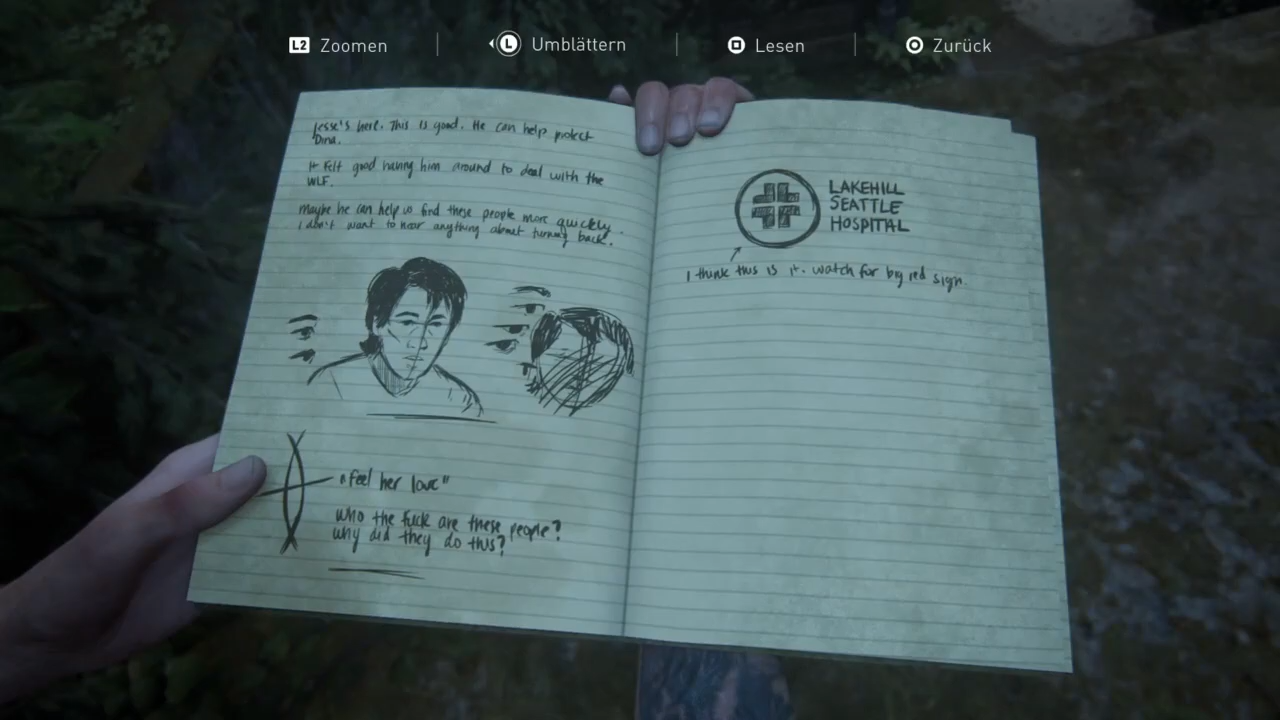 L2 Zoomen
L Umblättern
Lesen
Zurück
Jesse's here. This is good. He can help protect
Dina.
It felt good having him around to deal with the
WLF.
Maybe he can help us find these people more quickly.
I don't want to hear anything about turning back.
"feel her love"
Who the fuck are these people?
why did they do this?
LAKEHILL
SEATTLE
HOSPITAL
I think this is it. watch for big red sign.